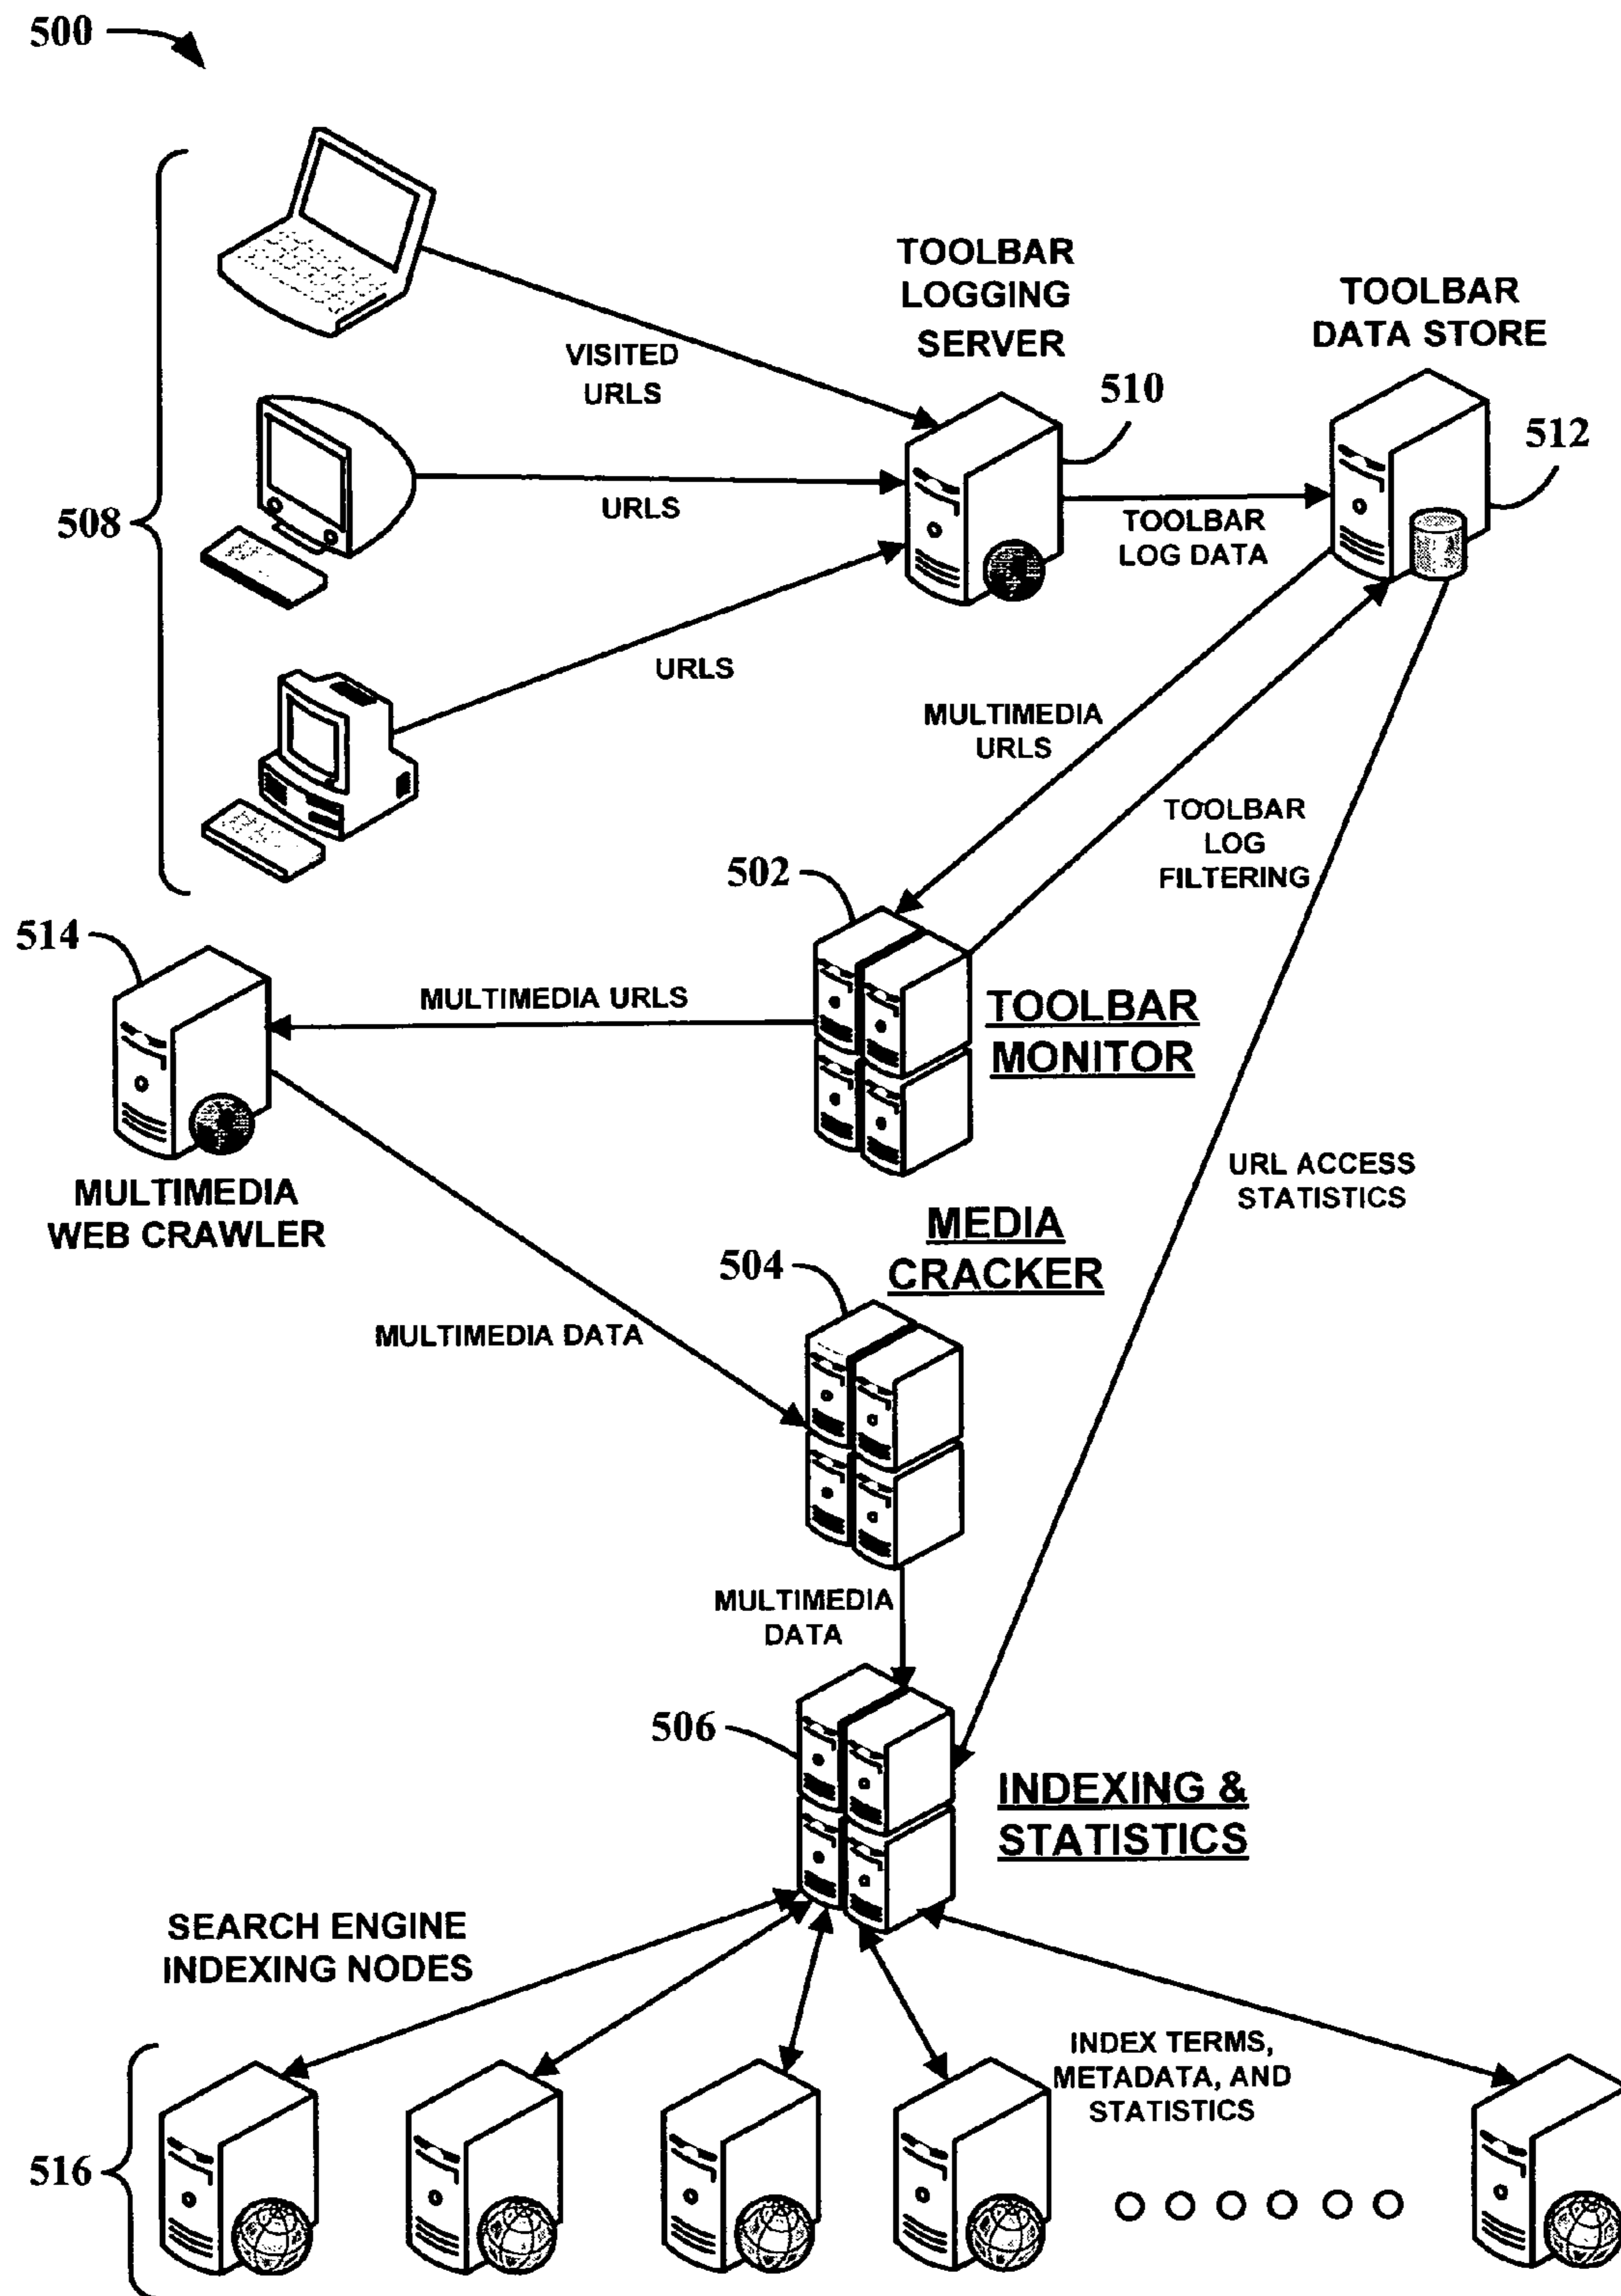 500
TOOLBAR
LOGGING
SERVER
TOOLBAR
DATA STORE
VISITED
URLS
510
512
508
URLS
TOOLBAR
LOG DATA
URLS
MULTIMEDIA
URLS
TOOLBAR
LOG
FILTERING
502
514
MULTIMEDIA URLS
TOOLBAR
MONITOR
MULTIMEDIA
WEB CRAWLER
URL ACCESS
STATISTICS
MEDIA
CRACKER
504
MULTIMEDIA DATA
MULTIMEDIA
DATA
506
INDEXING &
STATISTICS
SEARCH ENGINE
INDEXING NODES
INDEX TERMS,
METADATA, AND
STATISTICS
516